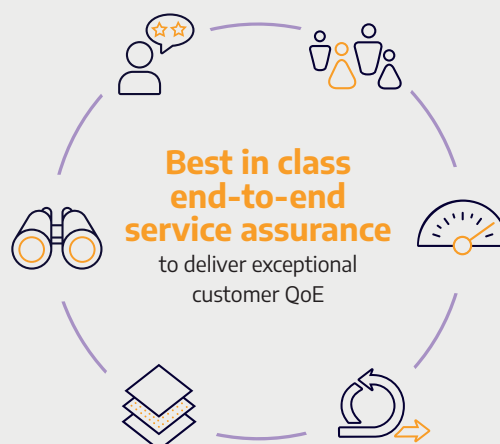 Best in class
end-to-end
service assurance
to deliver exceptional
customer QoE